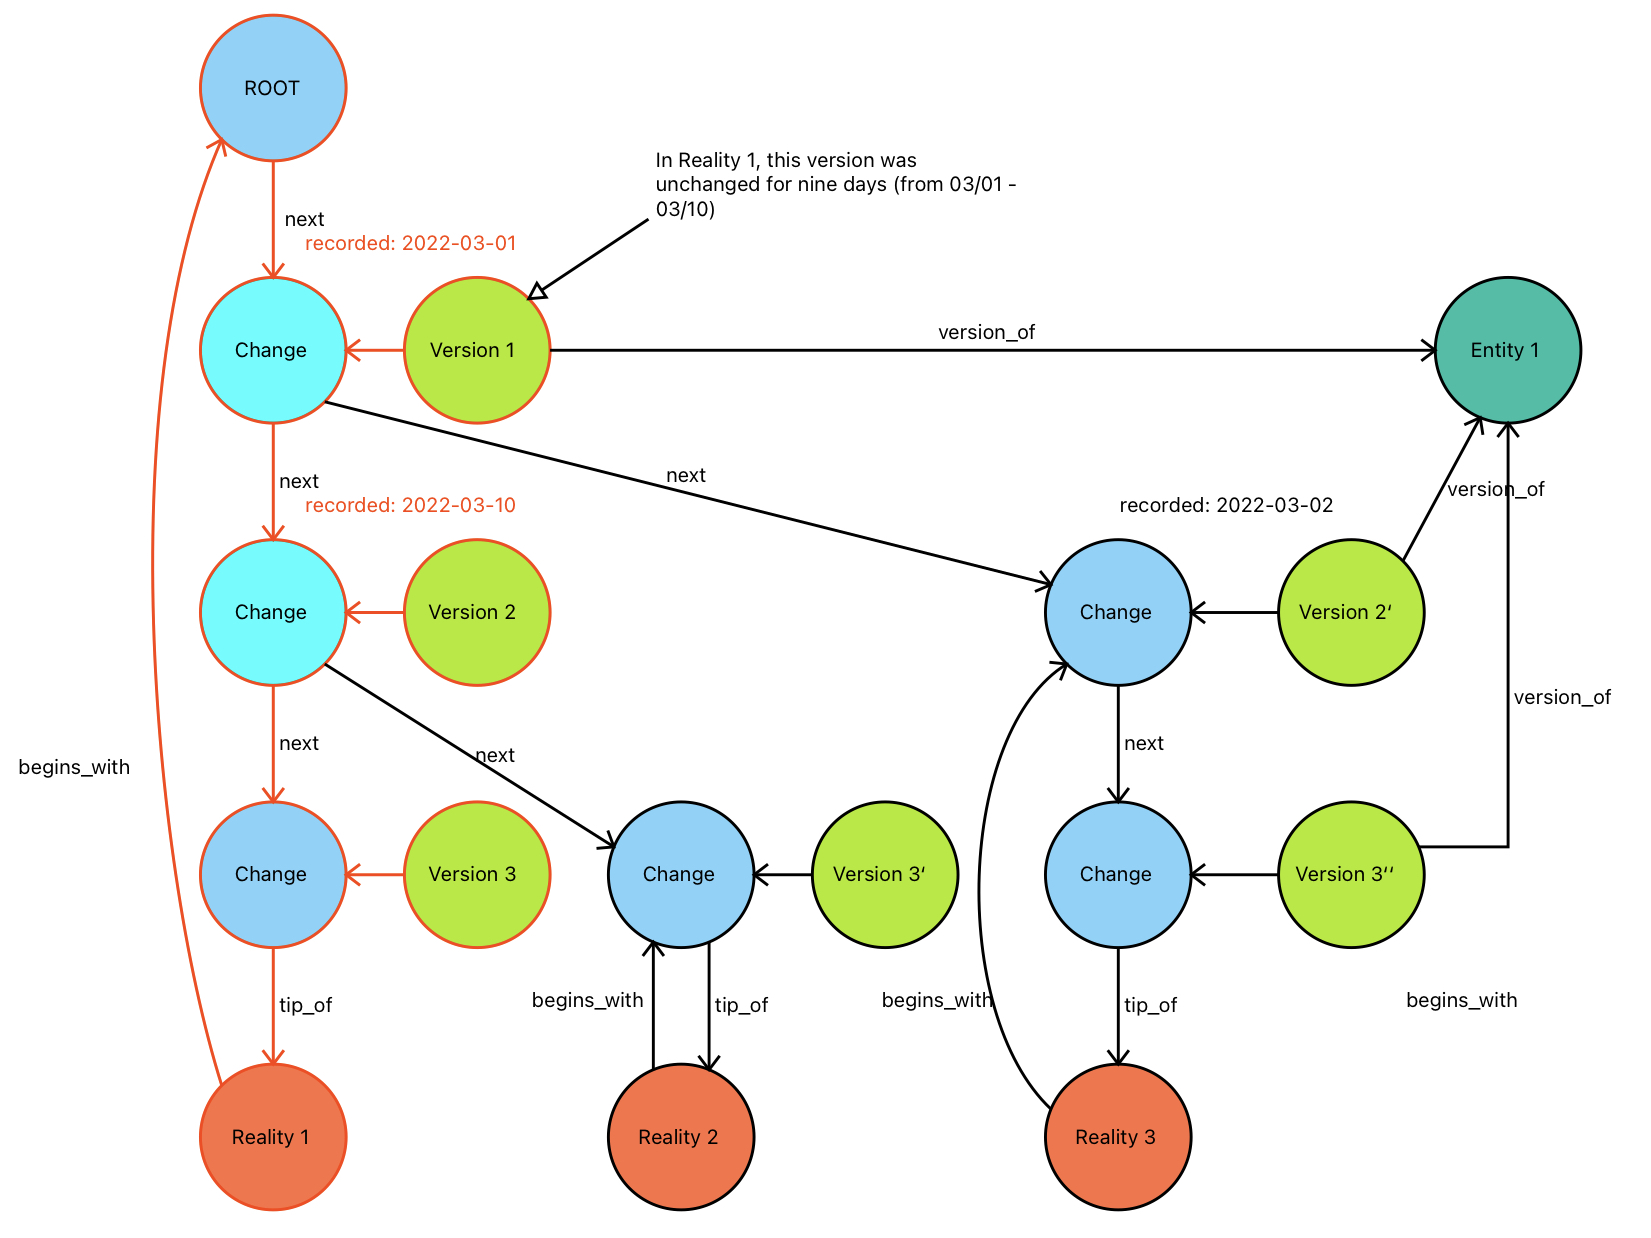 ROOT
In Reality 1, this version was
unchanged for nine days (from 03/01 -
03/10)
next
recorded: 2022-03-01
version_of
Change
Version 1
Entity 1
next
next
version_of
recorded: 2022-03-10
recorded: 2022-03-02
Change
Version 2
Change
Version 2‘
version_of
next
next
next
begins_with
Change
Version 3
Change
Version 3‘
Change
Version 3‘‘
tip_of
begins_with
tip_of
begins_with
tip_of
begins_with
Reality 1
Reality 2
Reality 3